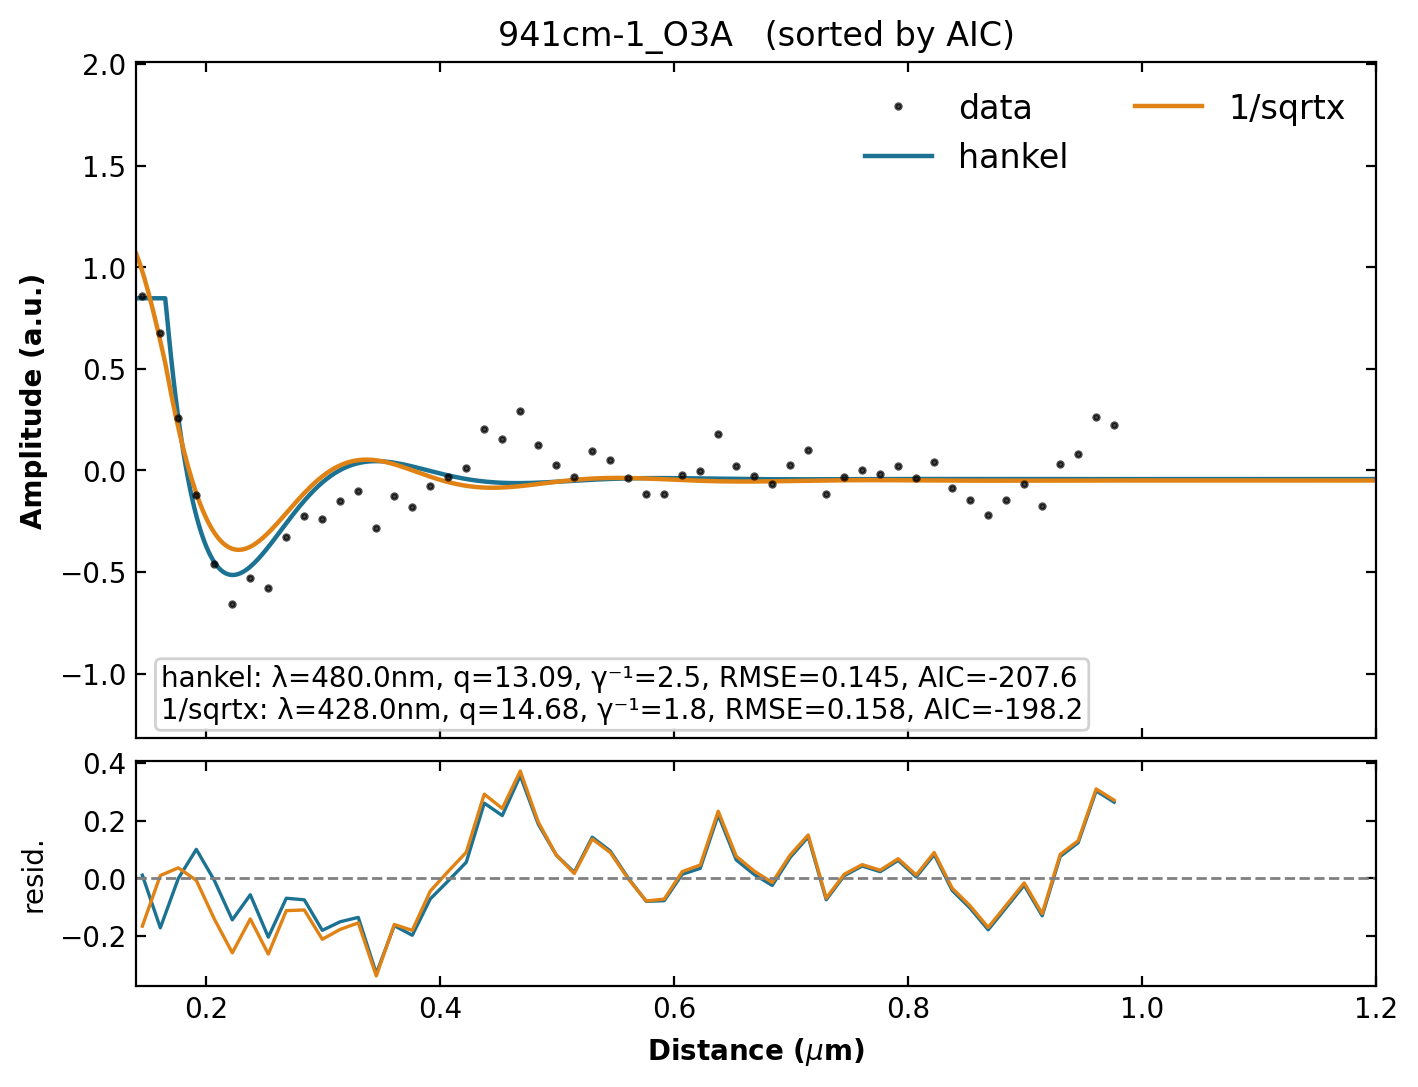 941cm-1_O3A (sorted by AIC)
2.0
1.5
1.0
0.5
0.0
−0.5
−1.0
Amplitude (a.u.)
data
hankel
1/sqrtx
hankel: λ=480.0nm, q=13.09, γ⁻¹=2.5, RMSE=0.145, AIC=-207.6
1/sqrtx: λ=428.0nm, q=14.68, γ⁻¹=1.8, RMSE=0.158, AIC=-198.2
0.4
0.2
0.0
−0.2
resid.
0.2 0.4 0.6 0.8 1.0 1.2
Distance (μm)